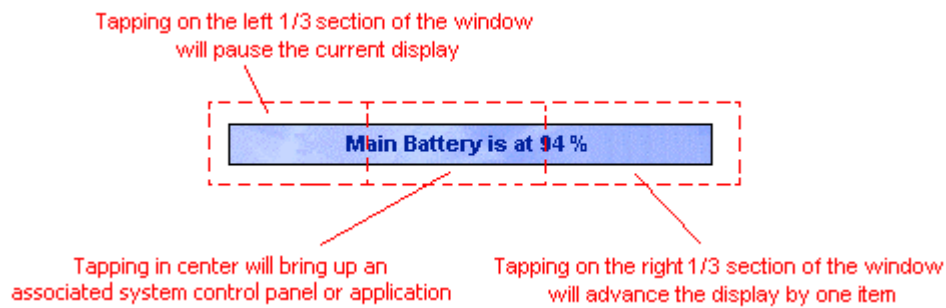 Tapping on the left 1/3 section of the window
will pause the current display
Main Battery is at 94 %
Tapping in center will bring up an
associated system control panel or application
Tapping on the right 1/3 section of the window
will advance the display by one item